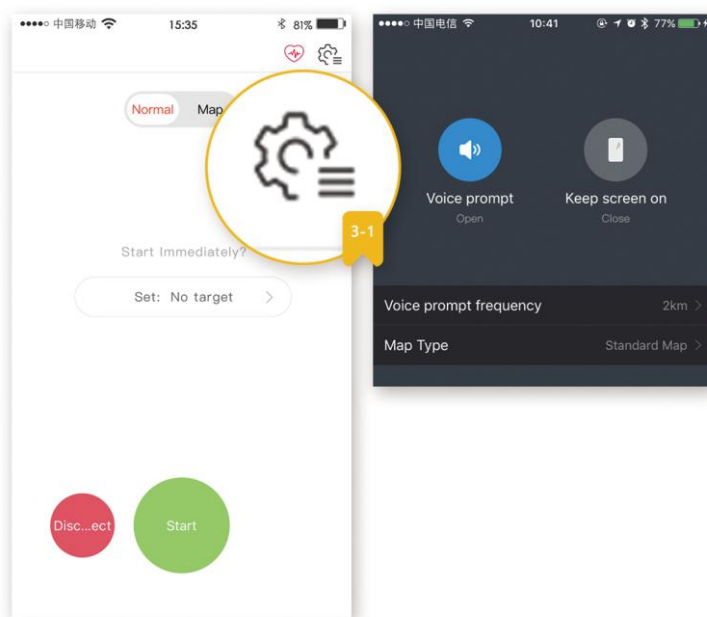 中国移动 15:35 81%
Normal Map
3-1
Start Immediately?
Set: No target
Disc...ect Start
中国电信 10:41 77%
Voice prompt Keep screen on
Open Close
Voice prompt frequency 2km
Map Type Standard Map